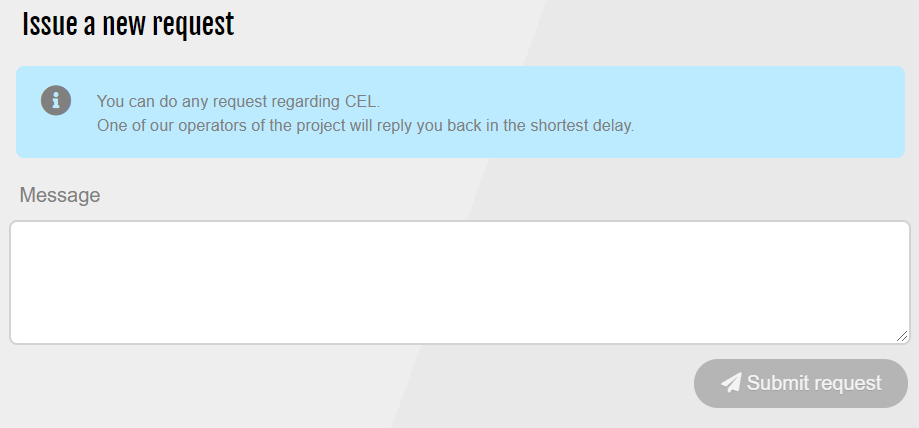 Issue a new request
You can do any request regarding CEL.
One of our operators of the project will reply you back in the shortest delay.
Message
Submit request